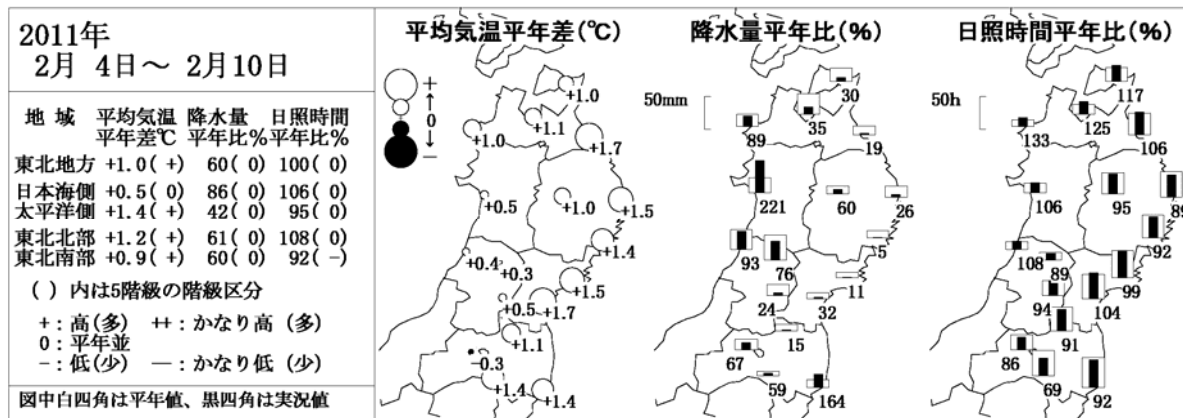 2011年
2月 4日～ 2月10日
地 域 平均気温 降水量 日照時間
平年差℃ 平年比% 平年比%
東北地方 +1.0( +) 60( 0) 100( 0)
日本海側 +0.5( 0) 86( 0) 106( 0)
太平洋側 +1.4( +) 42( 0) 95( 0)
東北北部 +1.2( +) 61( 0) 108( 0)
東北南部 +0.9( +) 60( 0) 92( -)
( ) 内は5階級の階級区分
+：高(多) ++：かなり高 (多)
0：平年並
-：低(少) ―：かなり低 (少)
図中白四角は平年値、黒四角は実況値
平均気温平年差(℃)
+
↑
0
↓
-
+1.0
+1.1
+1.0
+1.7
+0.5
+1.0
+1.5
+1.4
+0.4
+0.3
+1.5
+0.5
+1.7
+1.1
-0.3
+1.4
+1.4
降水量平年比(%)
50mm
30
35
89
19
221
60
26
5
93
76
11
24
32
15
67
59
164
日照時間平年比(%)
50h
117
125
133
106
106
95
89
92
108
89
99
94
104
91
86
69
92